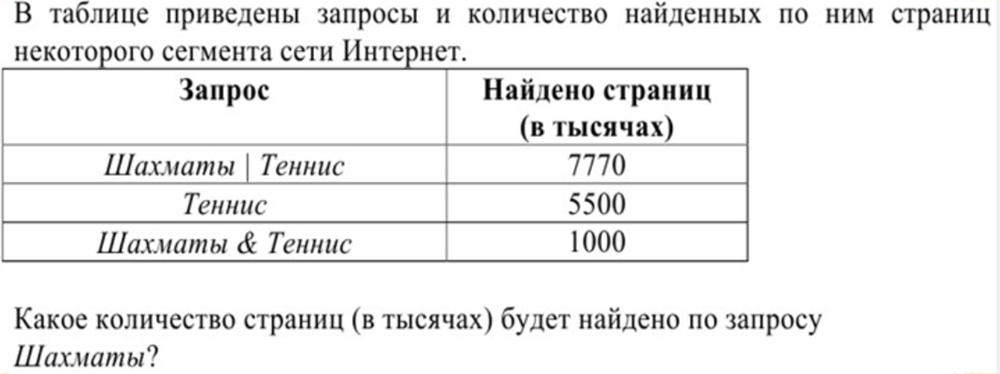 В таблице приведены запросы и количество найденных по ним страниц
некоторого сегмента сети Интернет.
Запрос
Найдено страниц
(в тысячах)
Шахматы | Теннис
7770
Теннис
5500
Шахматы & Теннис
1000
Какое количество страниц (в тысячах) будет найдено по запросу
Шахматы?